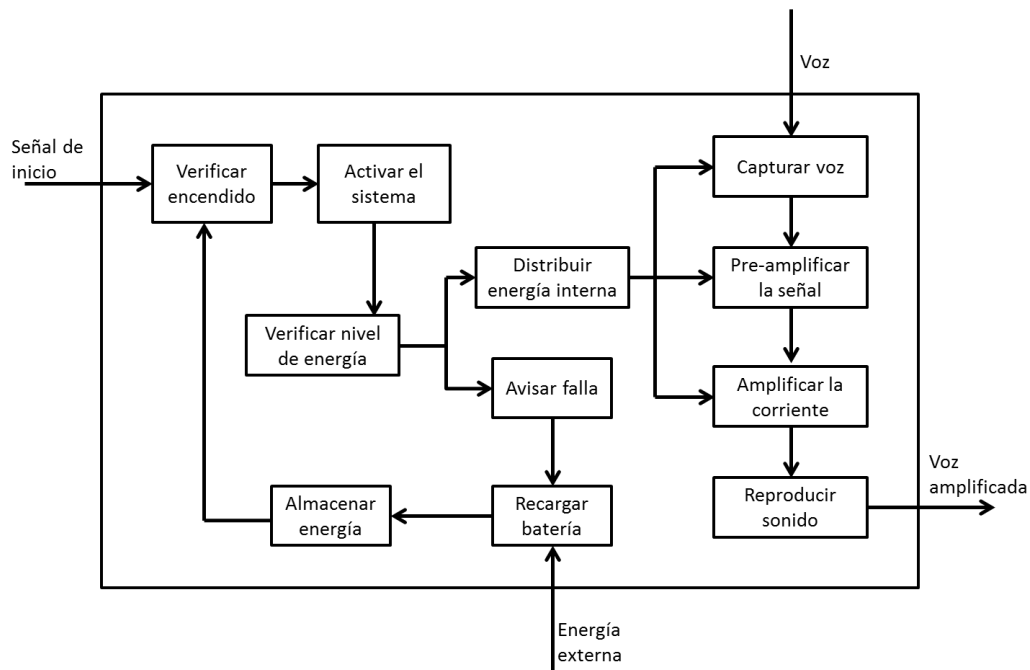 Voz
Señal de
inicio
Verificar
encendido
Activar el
sistema
Capturar voz
Distribuir
energía interna
Pre-amplificar
la señal
Verificar nivel
de energía
Avisar falla
Amplificar la
corriente
Almacenar
energía
Recargar
batería
Reproducir
sonido
Voz
amplificada
Energía
externa